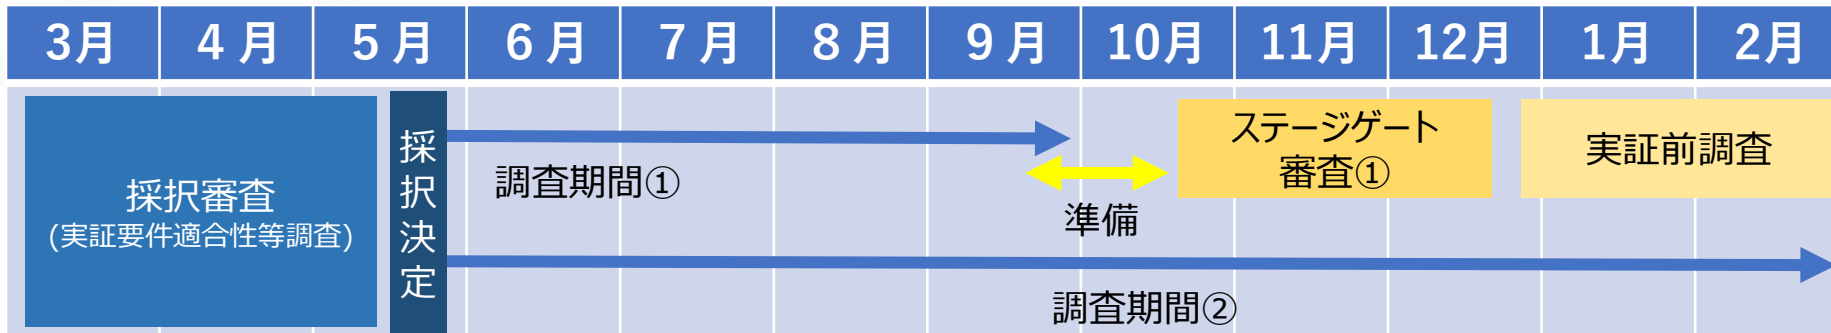 3月 4月 5月 6月 7月 8月 9月 10月 11月 12月 1月 2月
採択審査
(実証要件適合性等調査)
採択決定
調査期間①
準備
ステージゲート
審査①
実証前調査
調査期間②